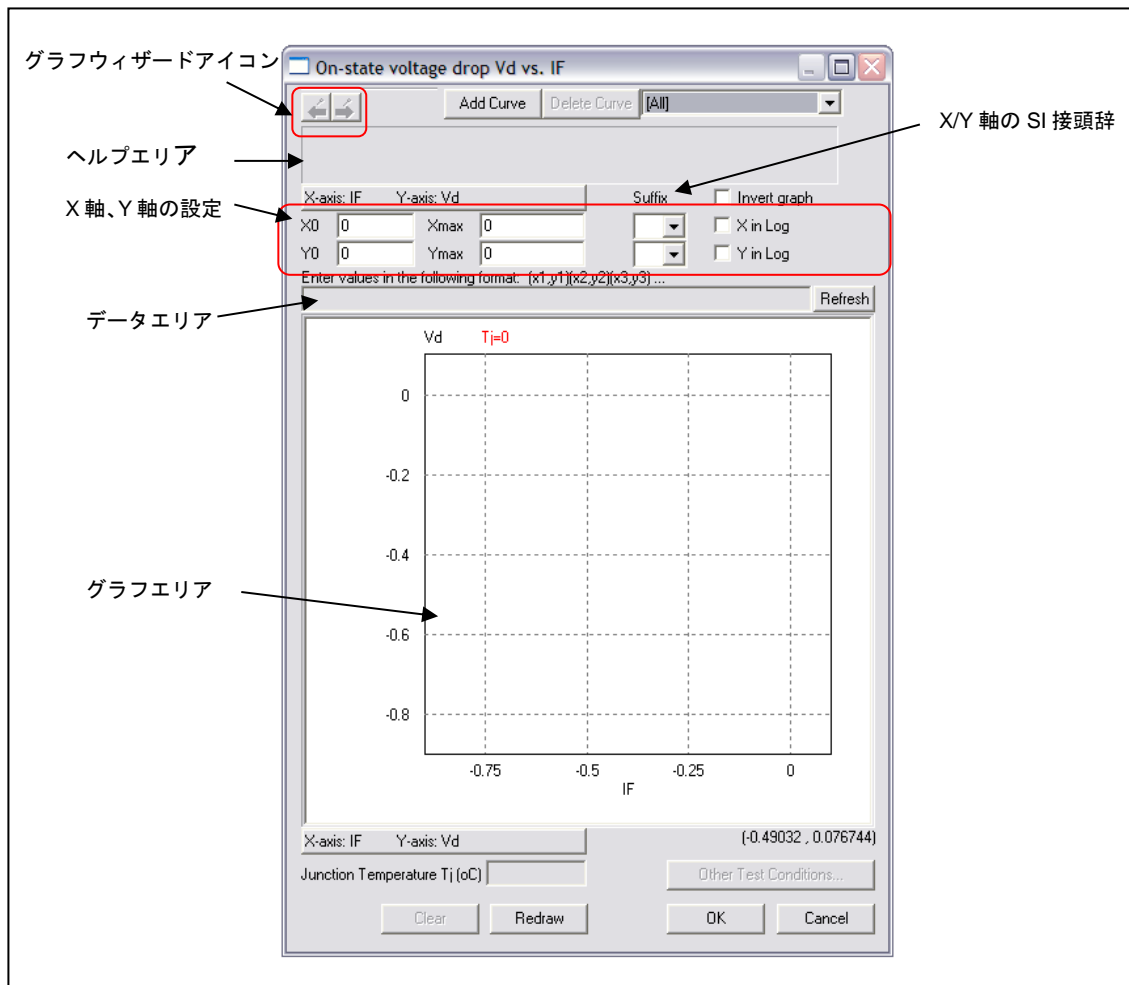 グラフウィザードアイコン
On-state voltage drop Vd vs. IF
Add Curve Delete Curve [All]
X/Y 軸の SI 接頭辞
ヘルプエリア
X-axis: IF Y-axis: Vd Suffix Invert graph
X 軸、Y 軸の設定
X0 0 Xmax 0 X in Log
Y0 0 Ymax 0 Y in Log
Enter values in the following format: (x1,y1)(x2,y2)(x3,y3) ...
Refresh
データエリア
Vd Tj=0
0
-0.2
-0.4
グラフエリア
-0.6
-0.8
-0.75 -0.5 -0.25 0
IF
X-axis: IF Y-axis: Vd (-0.49032 , 0.076744)
Junction Temperature Tj (oC) Other Test Conditions...
Clear Redraw OK Cancel